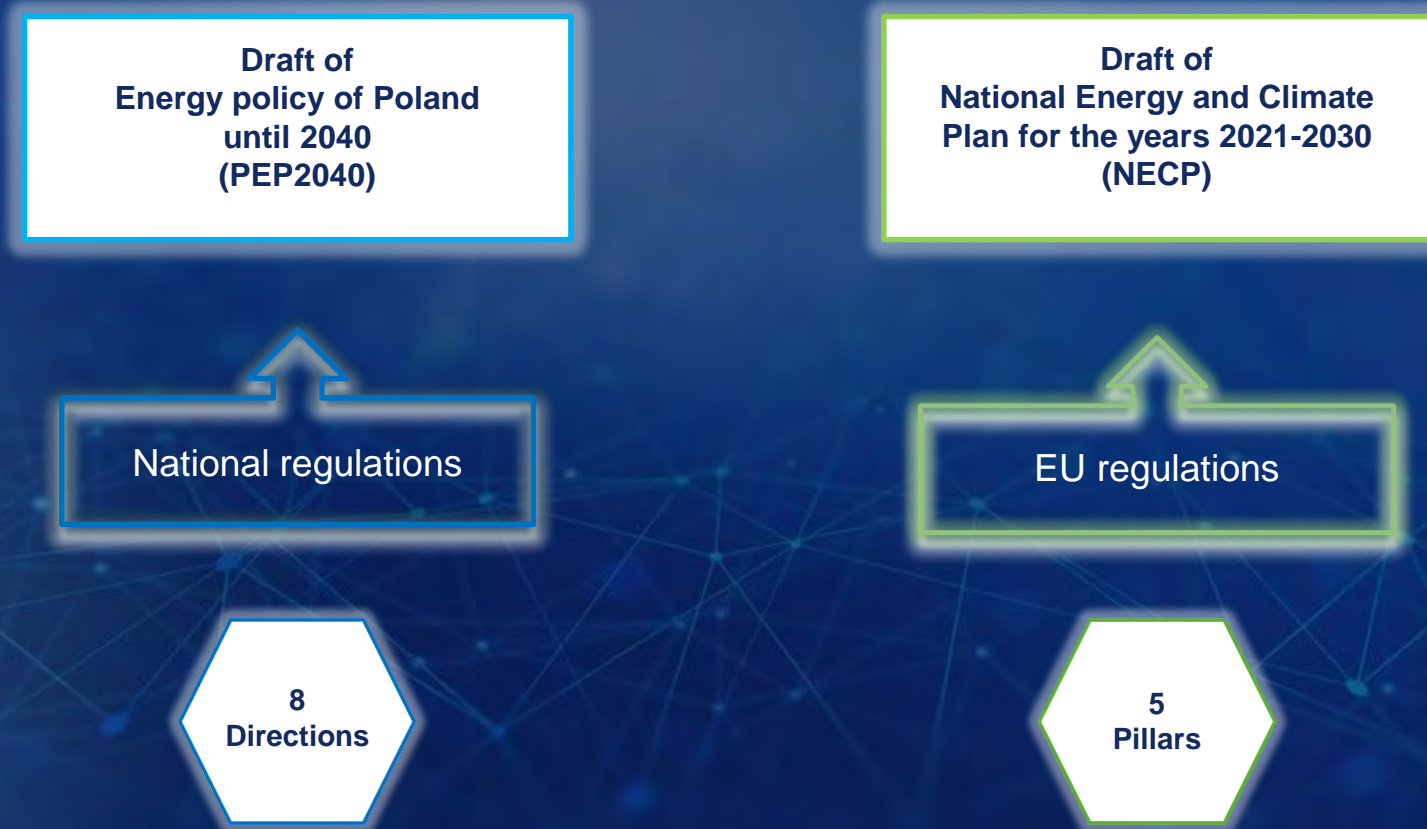 Draft of
Energy policy of Poland
until 2040
(PEP2040)
Draft of
National Energy and Climate
Plan for the years 2021-2030
(NECP)
National regulations
EU regulations
8
Directions
5
Pillars